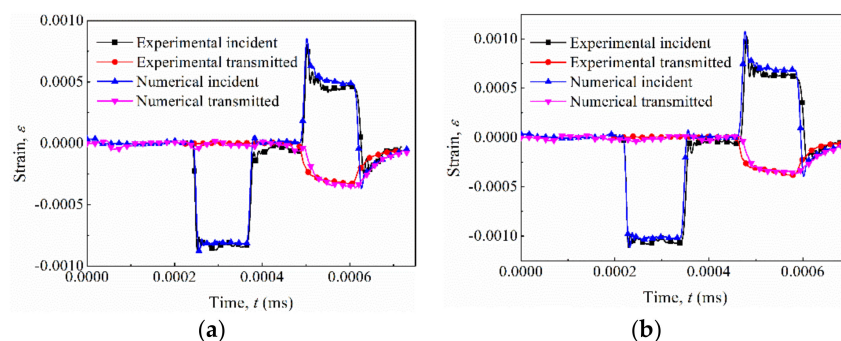 0.0010
0.0005
0.0000
-0.0005
-0.0010
Strain, ε
Experimental incident
Experimental transmitted
Numerical incident
Numerical transmitted
0.0000
0.0002
0.0004
0.0006
Time, t (ms)
(a)
0.0010
0.0005
0.0000
-0.0005
-0.0010
Strain, ε
Experimental incident
Experimental transmitted
Numerical incident
Numerical transmitted
0.0000
0.0002
0.0004
0.0006
Time, t (ms)
(b)